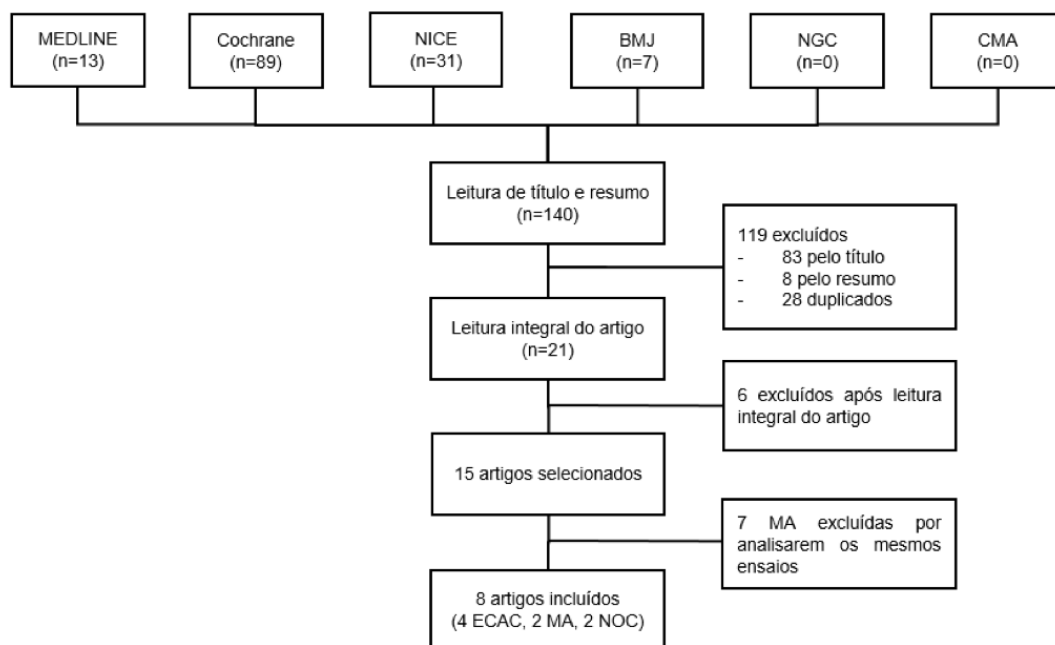 MEDLINE
(n=13)
Cochrane
(n=89)
NICE
(n=31)
BMJ
(n=7)
NGC
(n=0)
CMA
(n=0)
Leitura de título e resumo
(n=140)
119 excluídos
- 83 pelo título
- 8 pelo resumo
- 28 duplicados
Leitura integral do artigo
(n=21)
6 excluídos após leitura
integral do artigo
15 artigos selecionados
7 MA excluídas por
analisarem os mesmos
ensaios
8 artigos incluídos
(4 ECAC, 2 MA, 2 NOC)